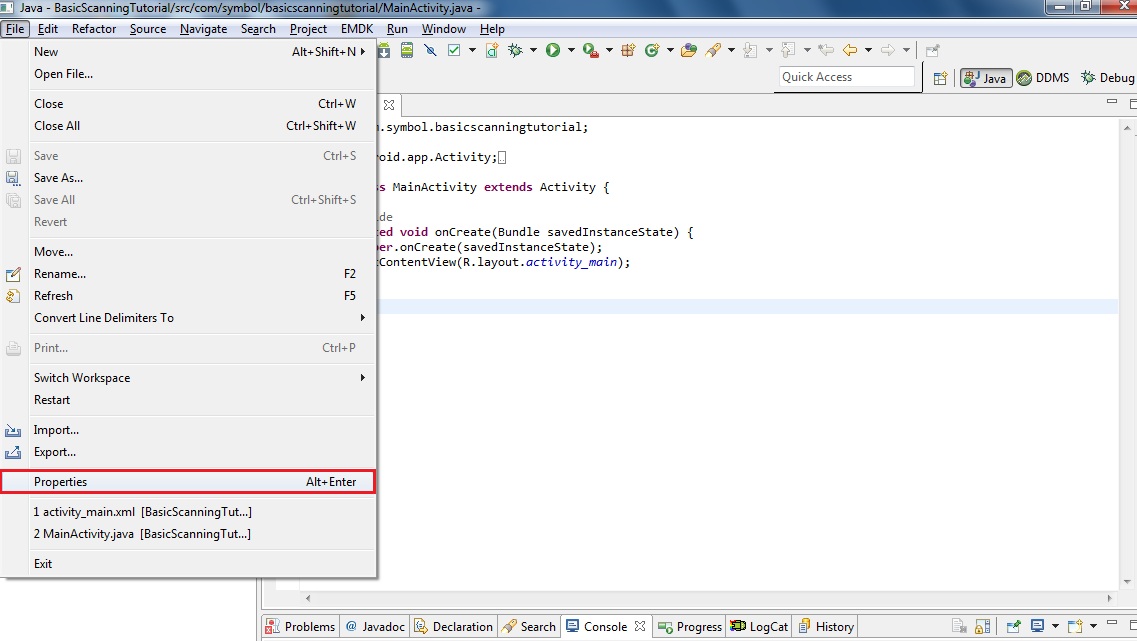 Java - BasicScanningTutorial/src/com/symbol/basicscanningtutorial/MainActivity.java -
File Edit Refactor Source Navigate Search Project EMDK Run Window Help
New Alt+Shift+N
Open File...
Close Ctrl+W
Close All Ctrl+Shift+W
Save Ctrl+S
Save As...
Save All Ctrl+Shift+S
Revert
Move...
Rename... F2
Refresh F5
Convert Line Delimiters To
Print... Ctrl+P
Switch Workspace
Restart
Import...
Export...
Properties Alt+Enter
1 activity_main.xml [BasicScanningTut...]
2 MainActivity.java [BasicScanningTut...]
Exit
Quick Access
Java DDMS Debug
.symbol.basicscanningtutorial;
oid.app.Activity;
ss MainActivity extends Activity {
de
ed void onCreate(Bundle savedInstanceState) {
er.onCreate(savedInstanceState);
ContentView(R.layout.activity_main);
Problems @ Javadoc Declaration Search Console Progress LogCat History